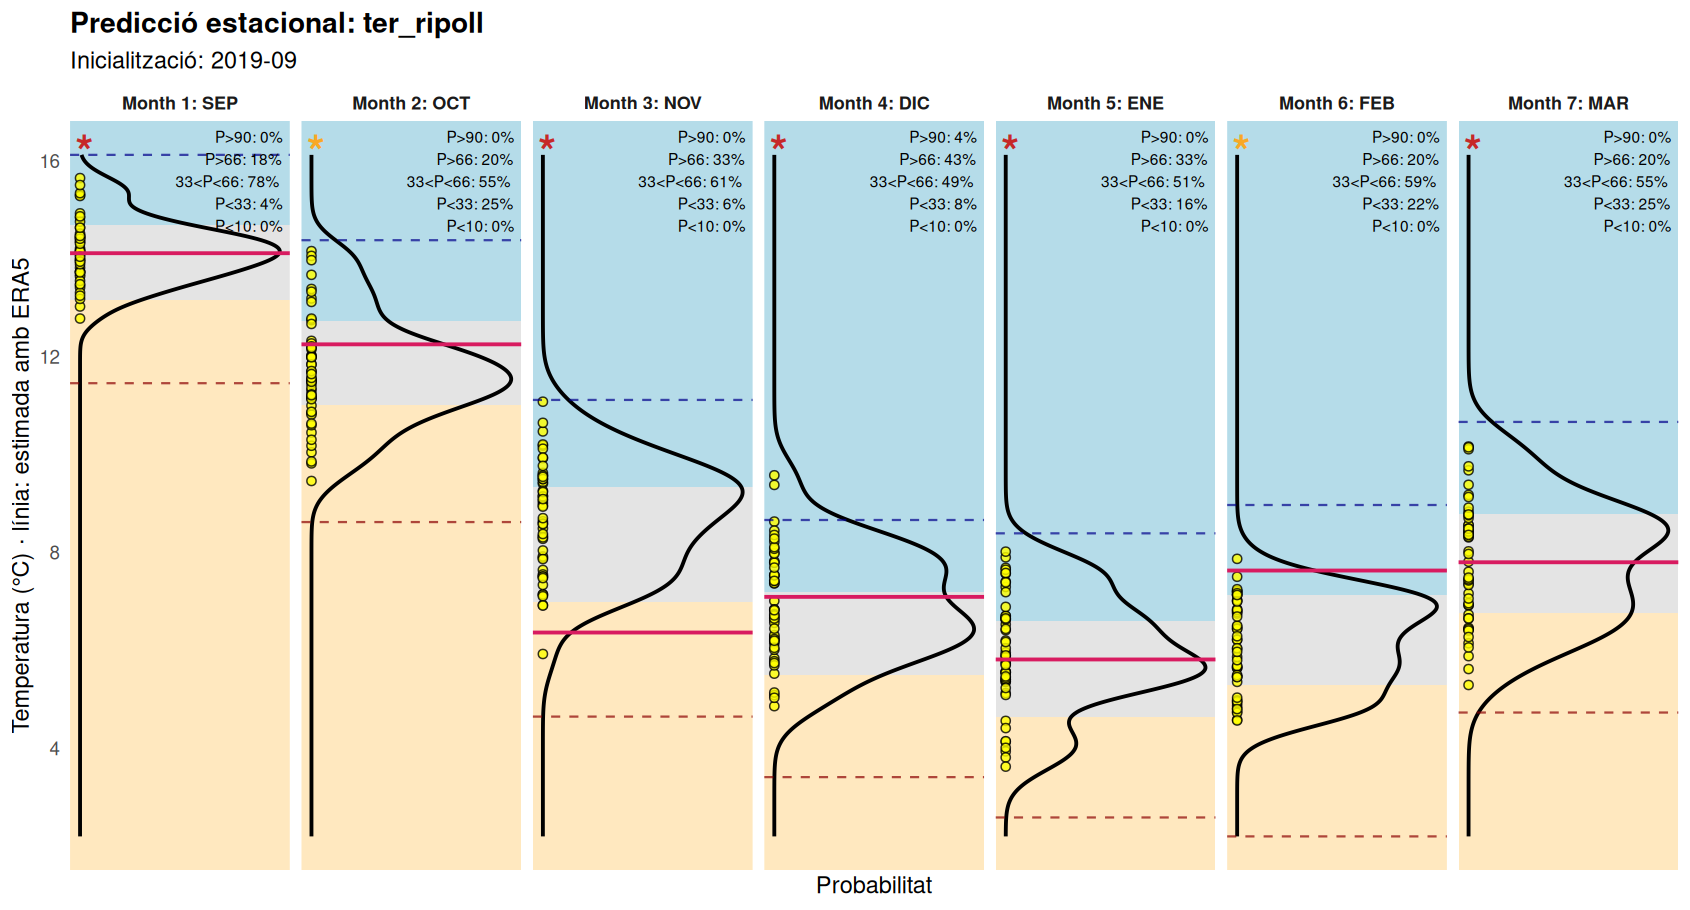 Predicció estacional: ter_ripoll
Inicialització: 2019-09
Month 1: SEP
Month 2: OCT
Month 3: NOV
Month 4: DIC
Month 5: ENE
Month 6: FEB
Month 7: MAR
*
P>90: 0%
P>66: 18%
33<P<66: 78%
P<33: 4%
P<10: 0%
*
P>90: 0%
P>66: 20%
33<P<66: 55%
P<33: 25%
P<10: 0%
*
P>90: 0%
P>66: 33%
33<P<66: 61%
P<33: 6%
P<10: 0%
*
P>90: 4%
P>66: 43%
33<P<66: 49%
P<33: 8%
P<10: 0%
*
P>90: 0%
P>66: 33%
33<P<66: 51%
P<33: 16%
P<10: 0%
*
P>90: 0%
P>66: 20%
33<P<66: 59%
P<33: 22%
P<10: 0%
*
P>90: 0%
P>66: 20%
33<P<66: 55%
P<33: 25%
P<10: 0%
16
12
8
4
Temperatura (°C) · línia: estimada amb ERA5
Probabilitat